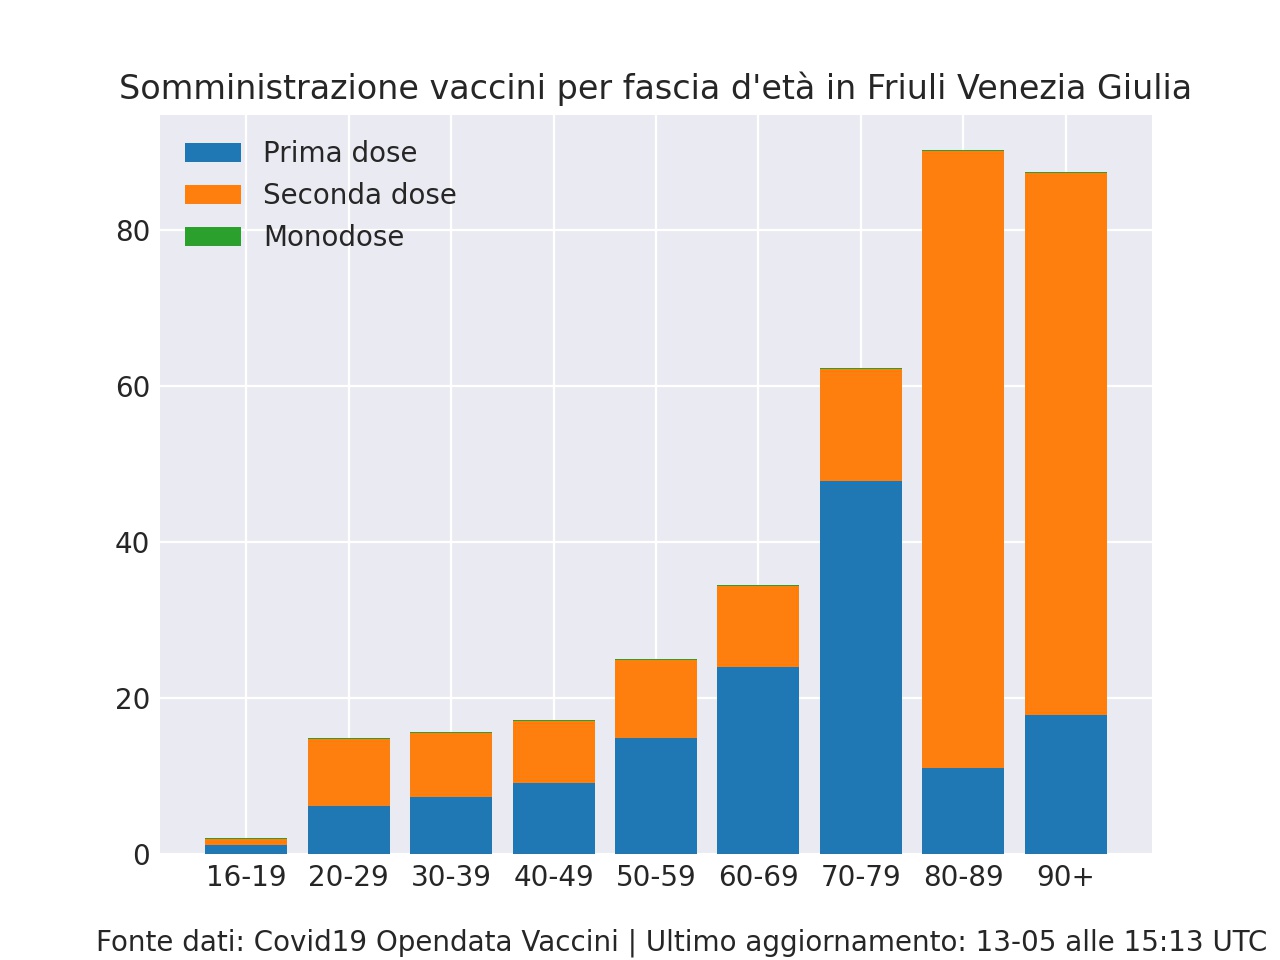 Somministrazione vaccini per fascia d'età in Friuli Venezia Giulia
Prima dose
Seconda dose
Monodose
80
60
40
20
0
16-19 20-29 30-39 40-49 50-59 60-69 70-79 80-89 90+
Fonte dati: Covid19 Opendata Vaccini | Ultimo aggiornamento: 13-05 alle 15:13 UTC